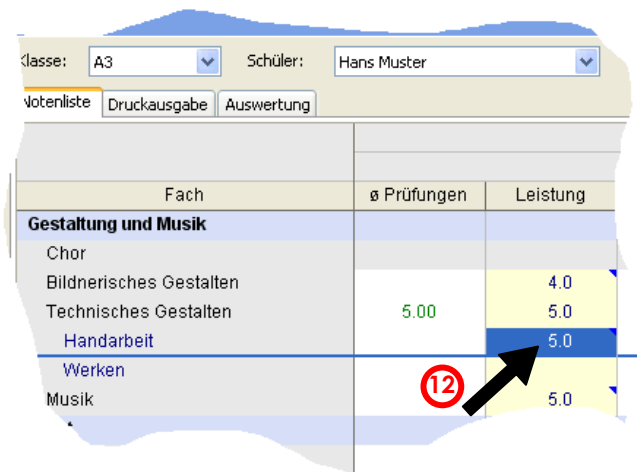 Klasse: A3 Schüler: Hans Muster
Notenliste Druckausgabe Auswertung
Fach ø Prüfungen Leistung
Gestaltung und Musik
Chor
Bildnerisches Gestalten 4.0
Technisches Gestalten 5.00 5.0
Handarbeit 5.0
Werken
12
Musik 5.0